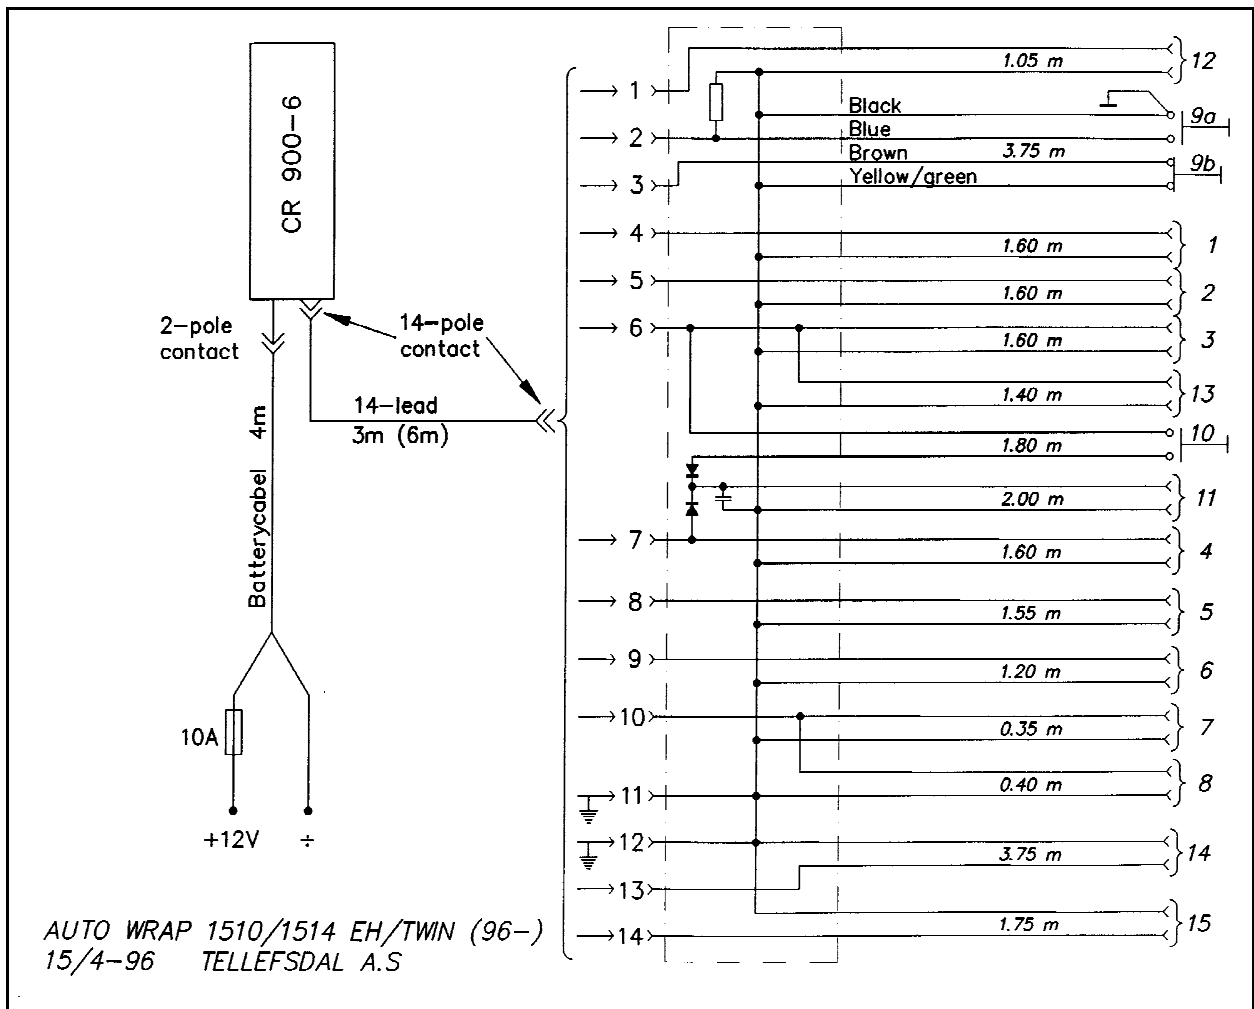 CR 900-6
2-pole
contact
14-pole
contact
14-lead
3m (6m)
Batterycabel 4m
10A
+12V ÷
1
2
3
4
5
6
7
8
9
10
11
12
13
14
1.05 m 12
Black
9a
Blue
Brown 3.75 m
9b
Yellow/green
1.60 m 1
1.60 m 2
1.60 m 3
1.40 m 13
1.80 m 10
2.00 m 11
1.60 m 4
1.55 m 5
1.20 m 6
0.35 m 7
0.40 m 8
3.75 m 14
1.75 m 15
AUTO WRAP 1510/1514 EH/TWIN (96-)
15/4-96 TELLEFSDAL A.S